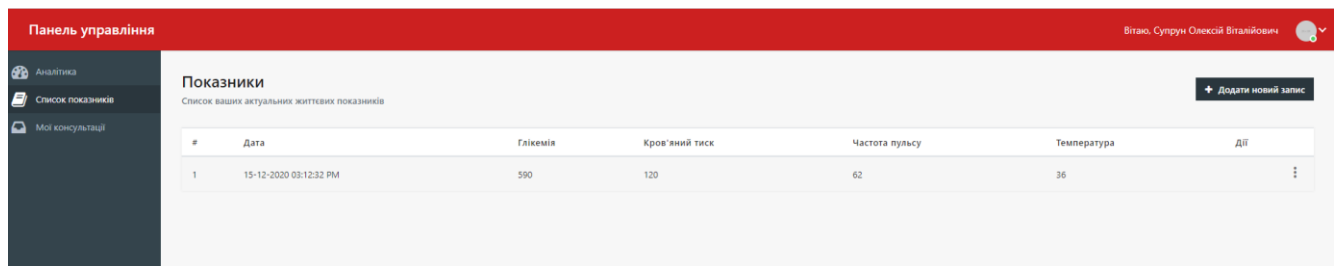 Панель управління
Вітаю, Супрун Олексій Віталійович
Аналітика
Список показників
Мої консультації
Показники
Список ваших актуальних життєвих показників
+ Додати новий запис
# Дата Глікемія Кров'яний тиск Частота пульсу Температура Дії
1 15-12-2020 03:12:32 PM 590 120 62 36